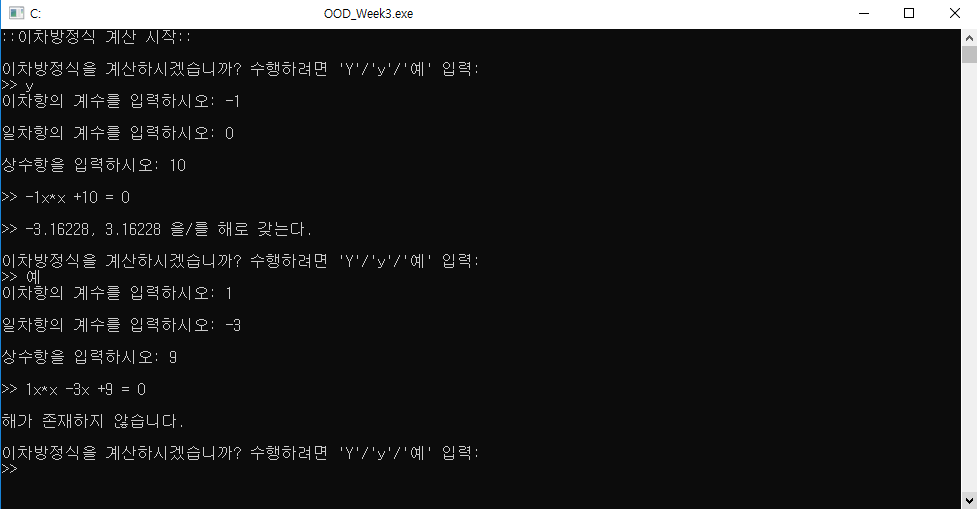 C: OOD_Week3.exe
::이차방정식 계산 시작::
이차방정식을 계산하시겠습니까? 수행하려면 'Y'/'y'/'예' 입력:
>> y
이차항의 계수를 입력하시오: -1
일차항의 계수를 입력하시오: 0
상수항을 입력하시오: 10
>> -1x*x +10 = 0
>> -3.16228, 3.16228 을/를 해로 갖는다.
이차방정식을 계산하시겠습니까? 수행하려면 'Y'/'y'/'예' 입력:
>> 예
이차항의 계수를 입력하시오: 1
일차항의 계수를 입력하시오: -3
상수항을 입력하시오: 9
>> 1x*x -3x +9 = 0
해가 존재하지 않습니다.
이차방정식을 계산하시겠습니까? 수행하려면 'Y'/'y'/'예' 입력:
>>